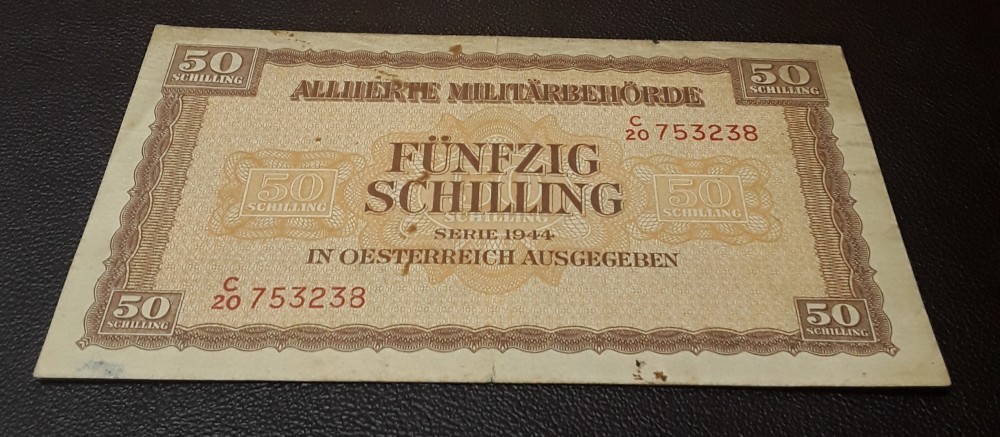 50 SCHILLING
50 SCHILLING
ALLIIERTE MILITÄRBEHÖRDE
C/20 753238
FÜNFZIG
SCHILLING
50 SCHILLING
50 SCHILLING
SCHILLING
SERIE 1944
IN OESTERREICH AUSGEGEBEN
C/20 753238
50 SCHILLING
50 SCHILLING